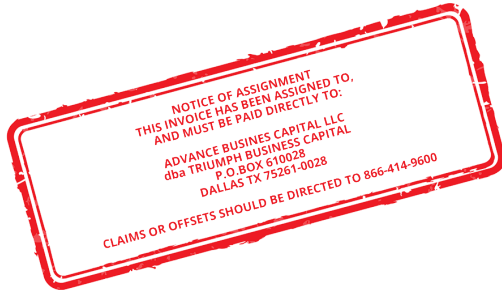 NOTICE OF ASSIGNMENT
THIS INVOICE HAS BEEN ASSIGNED TO,
AND MUST BE PAID DIRECTLY TO:
ADVANCE BUSINES CAPITAL LLC
dba TRIUMPH BUSINESS CAPITAL
P.O.BOX 610028
DALLAS TX 75261-0028
CLAIMS OR OFFSETS SHOULD BE DIRECTED TO 866-414-9600